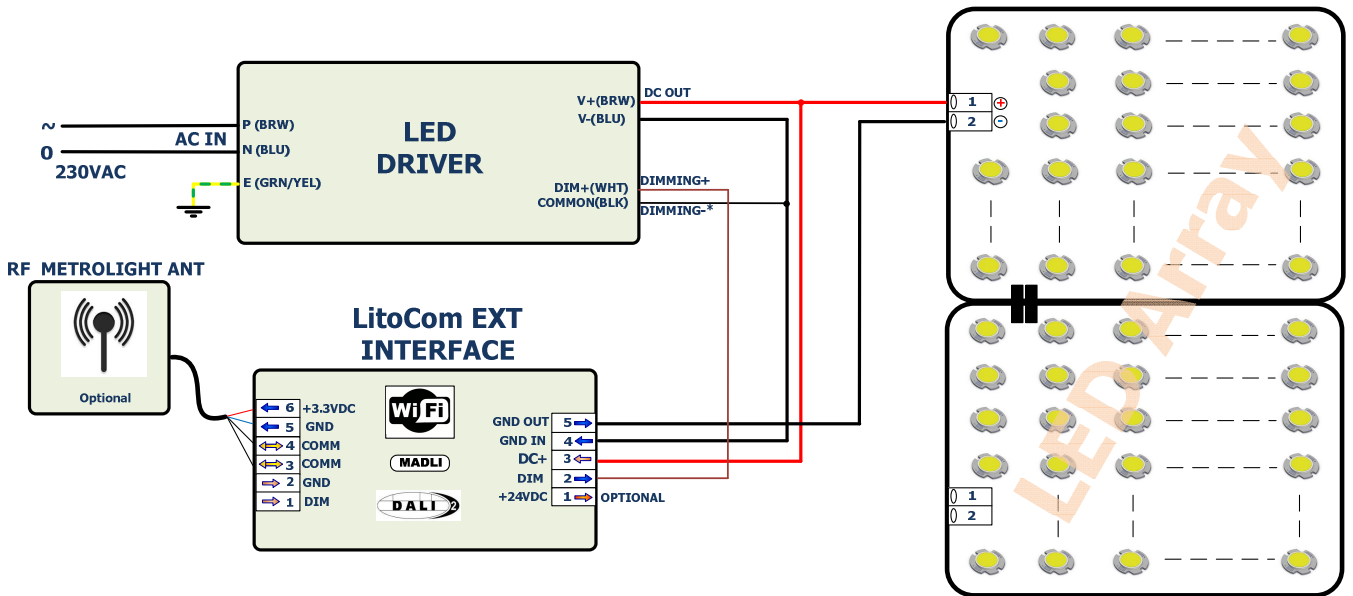 ~
0
230VAC
AC IN
P (BRW)
N (BLU)
E (GRN/YEL)
LED
DRIVER
V+(BRW)
V-(BLU)
DIM+(WHT)
COMMON(BLK)
DC OUT
DIMMING+
DIMMING-*
1 +
2 -
LED Array
1
2
RF METROLIGHT ANT
Optional
LitoCom EXT
INTERFACE
6 +3.3VDC
5 GND
4 COMM
3 COMM
2 GND
1 DIM
WiFi
MADLI
DALI 2
GND OUT 5
GND IN 4
DC+ 3
DIM 2
+24VDC 1 OPTIONAL